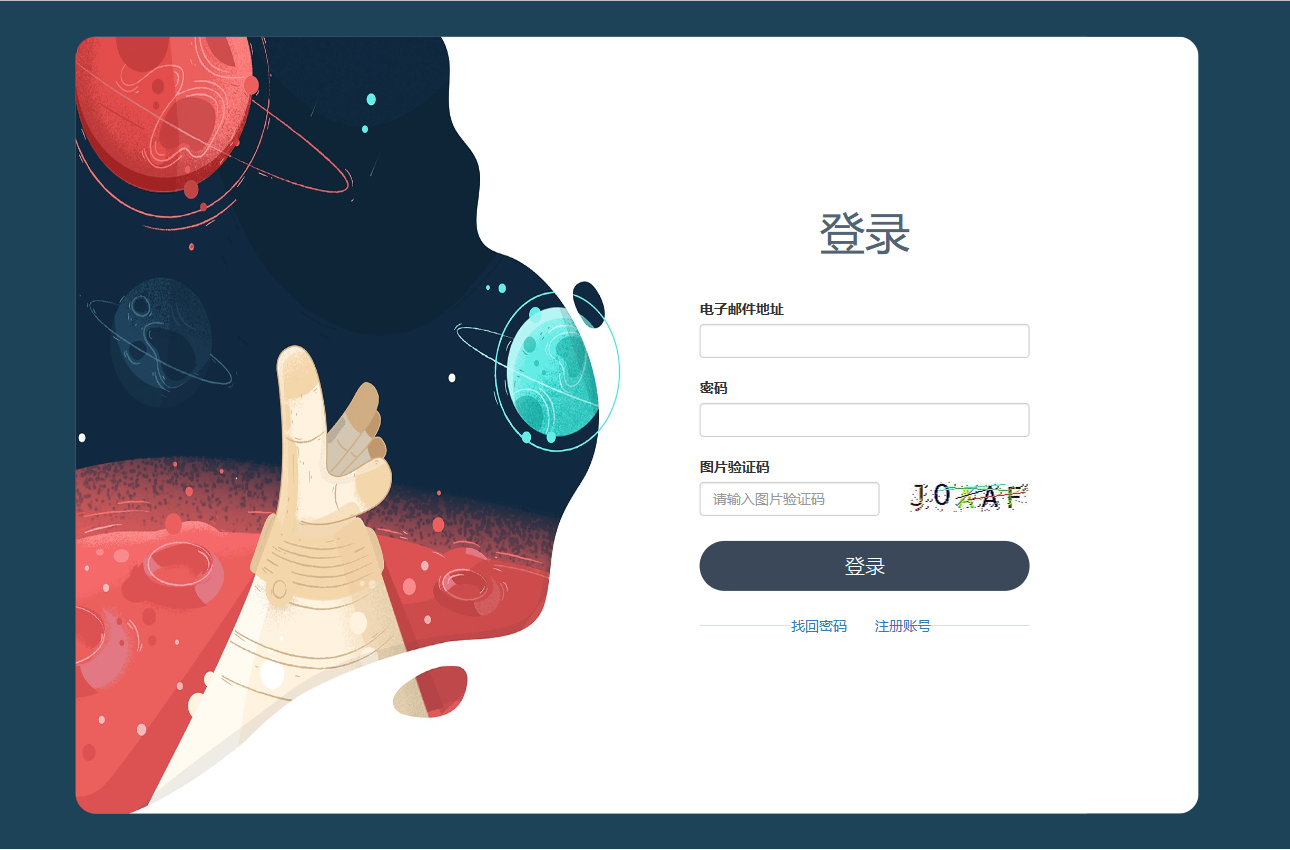 登录
电子邮件地址
密码
图片验证码
请输入图片验证码
登录
找回密码 注册账号